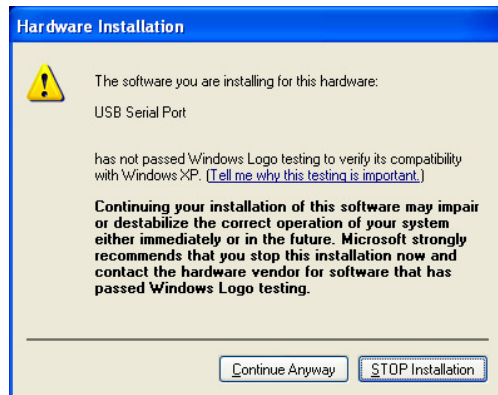 Hardware Installation
The software you are installing for this hardware:
USB Serial Port
has not passed Windows Logo testing to verify its compatibility
with Windows XP. (Tell me why this testing is important.)
Continuing your installation of this software may impair
or destabilize the correct operation of your system
either immediately or in the future. Microsoft strongly
recommends that you stop this installation now and
contact the hardware vendor for software that has
passed Windows Logo testing.
Continue Anyway STOP Installation